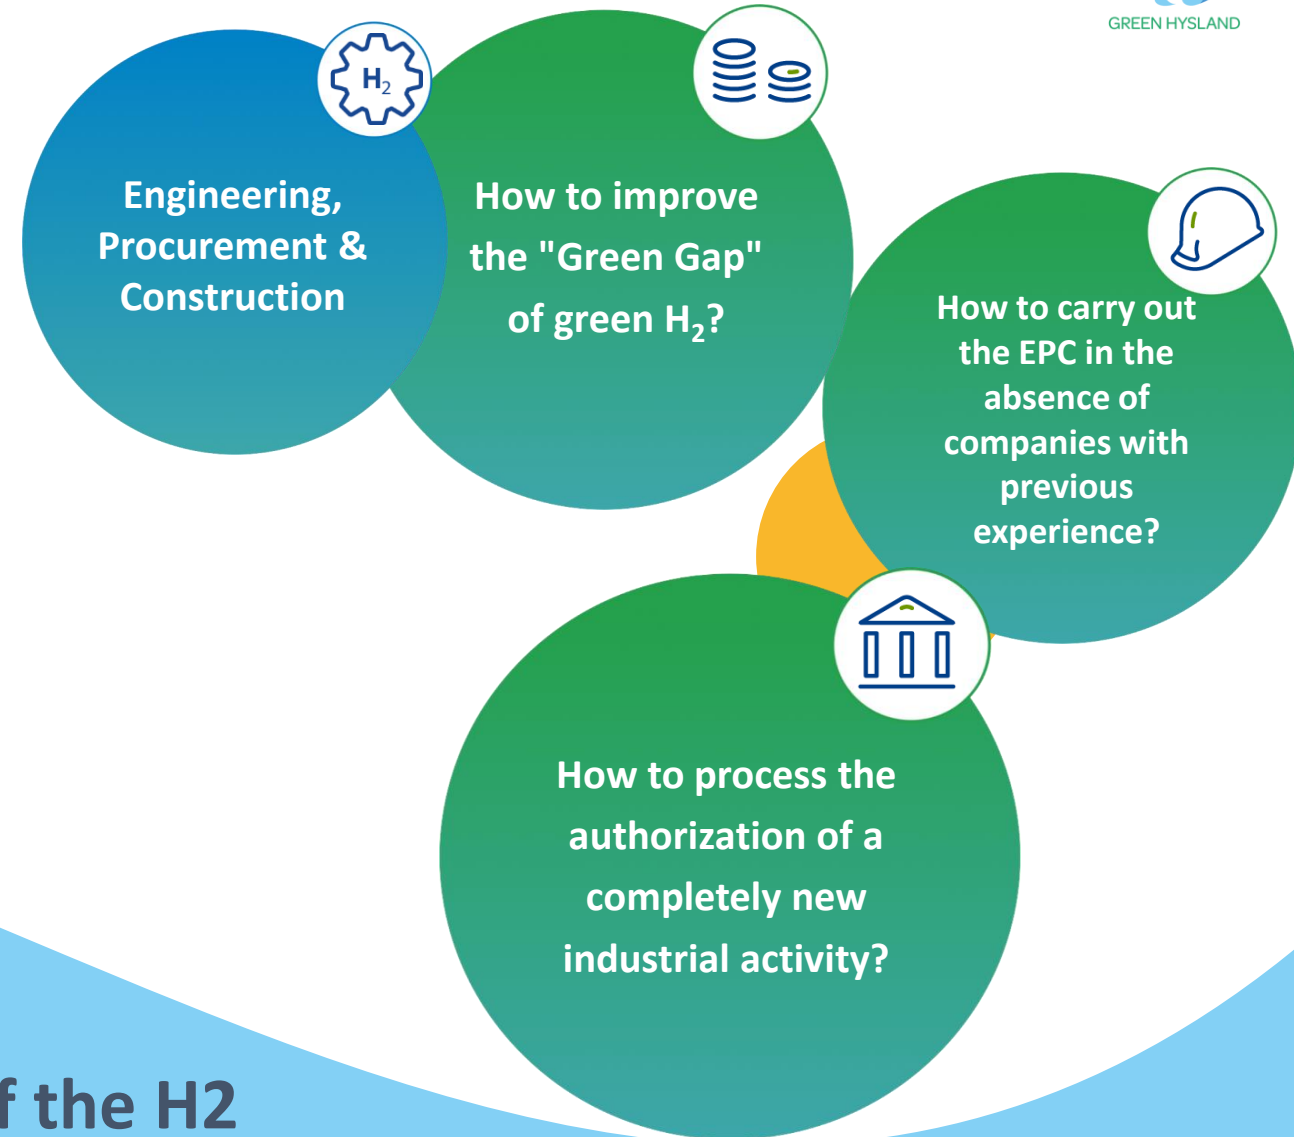 GREEN HYSLAND
H₂
Engineering,
Procurement &
Construction
How to improve
the "Green Gap"
of green H₂?
How to carry out
the EPC in the
absence of
companies with
previous
experience?
How to process the
authorization of a
completely new
industrial activity?
f the H2